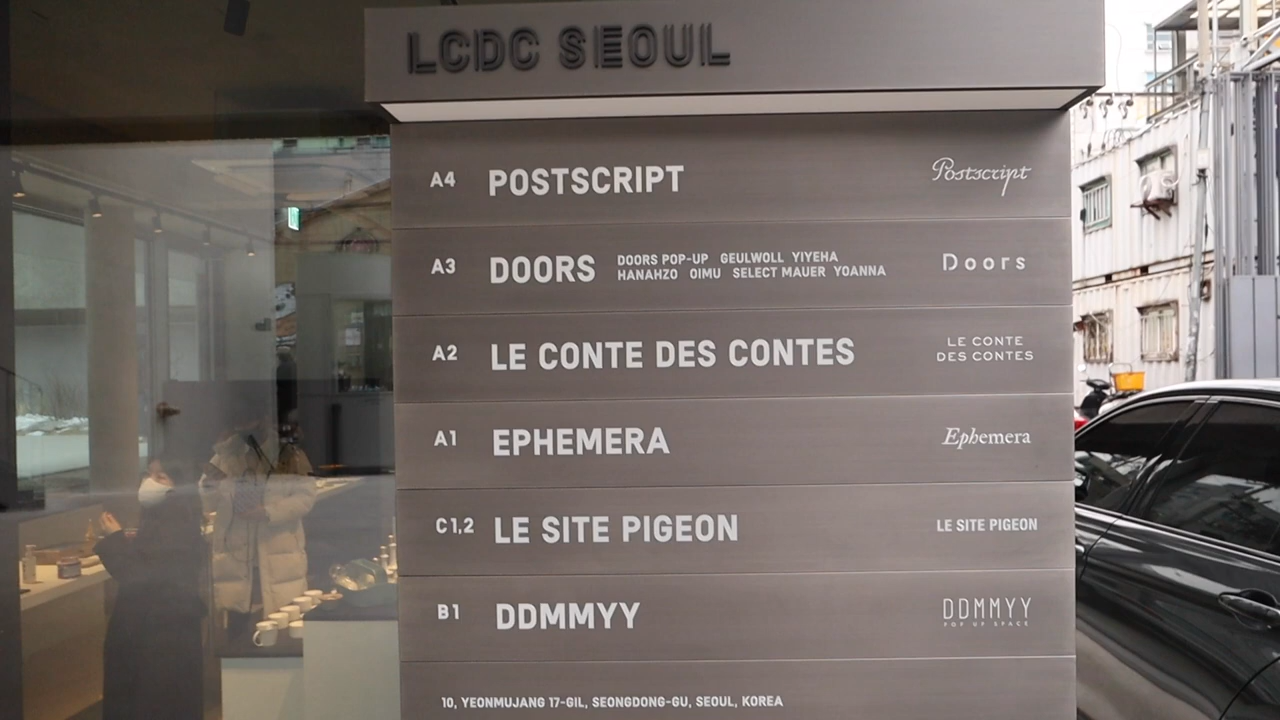 LCDC SEOUL
A4 POSTSCRIPT Postscript
A3 DOORS DOORS POP-UP GEULWOLL YIYEHA
HANAHZO OIMU SELECT MAUER YOANNA
Doors
A2 LE CONTE DES CONTES
LE CONTE
DES CONTES
A1 EPHEMERA Ephemera
C1,2 LE SITE PIGEON LE SITE PIGEON
B1 DDMMYY DDMMYY
POP UP SPACE
10, YEONMUJANG 17-GIL, SEONGDONG-GU, SEOUL, KOREA